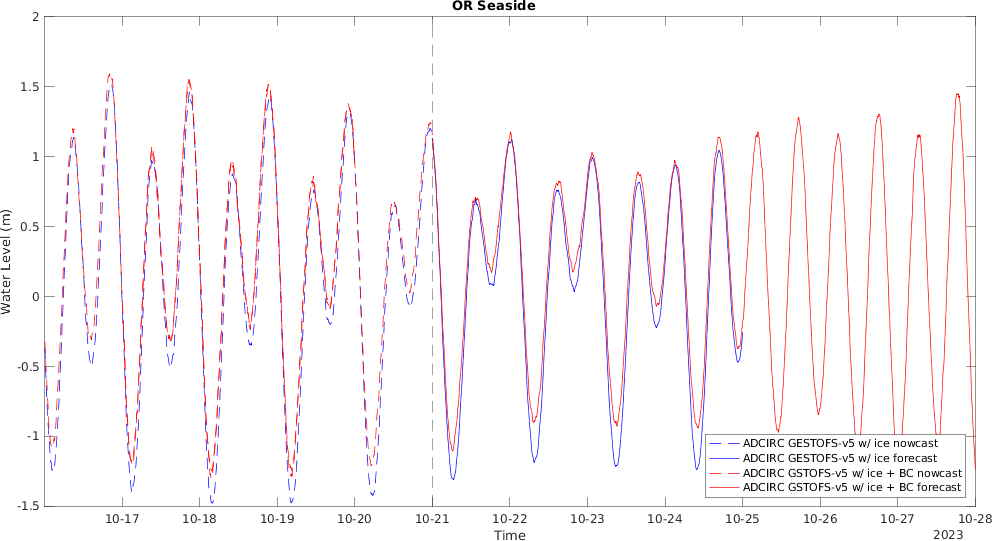 OR Seaside
2
1.5
1
0.5
0
-0.5
-1
-1.5
Water Level (m)
10-17 10-18 10-19 10-20 10-21 10-22 10-23 10-24 10-25 10-26 10-27 10-28
Time
2023
ADCIRC GESTOFS-v5 w/ ice nowcast
ADCIRC GESTOFS-v5 w/ ice forecast
ADCIRC GSTOFS-v5 w/ ice + BC nowcast
ADCIRC GSTOFS-v5 w/ ice + BC forecast